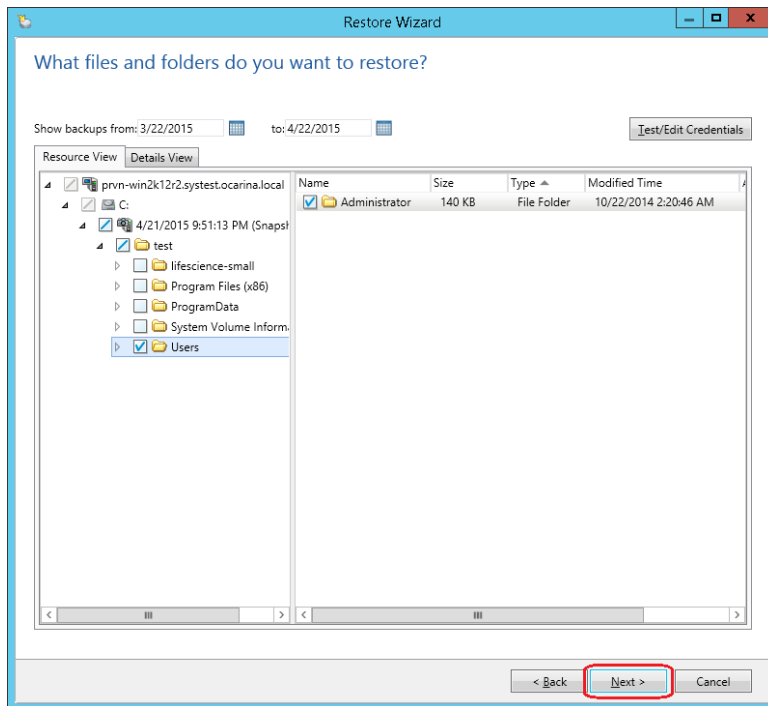 Restore Wizard
What files and folders do you want to restore?
Show backups from: 3/22/2015 to: 4/22/2015
Test/Edit Credentials
Resource View Details View
prvn-win2k12r2.systest.ocarina.local
C:
4/21/2015 9:51:13 PM (Snapsh
test
lifescience-small
Program Files (x86)
ProgramData
System Volume Informa
Users
Name Size Type Modified Time
Administrator 140 KB File Folder 10/22/2014 2:20:46 AM
< Back Next > Cancel